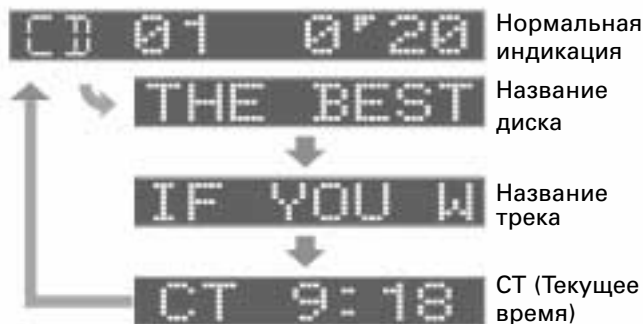 CD 01 0'20 Нормальная
индикация
THE BEST Название
диска
IF YOU W Название
трека
CT 9:18 СТ (Текущее
время)